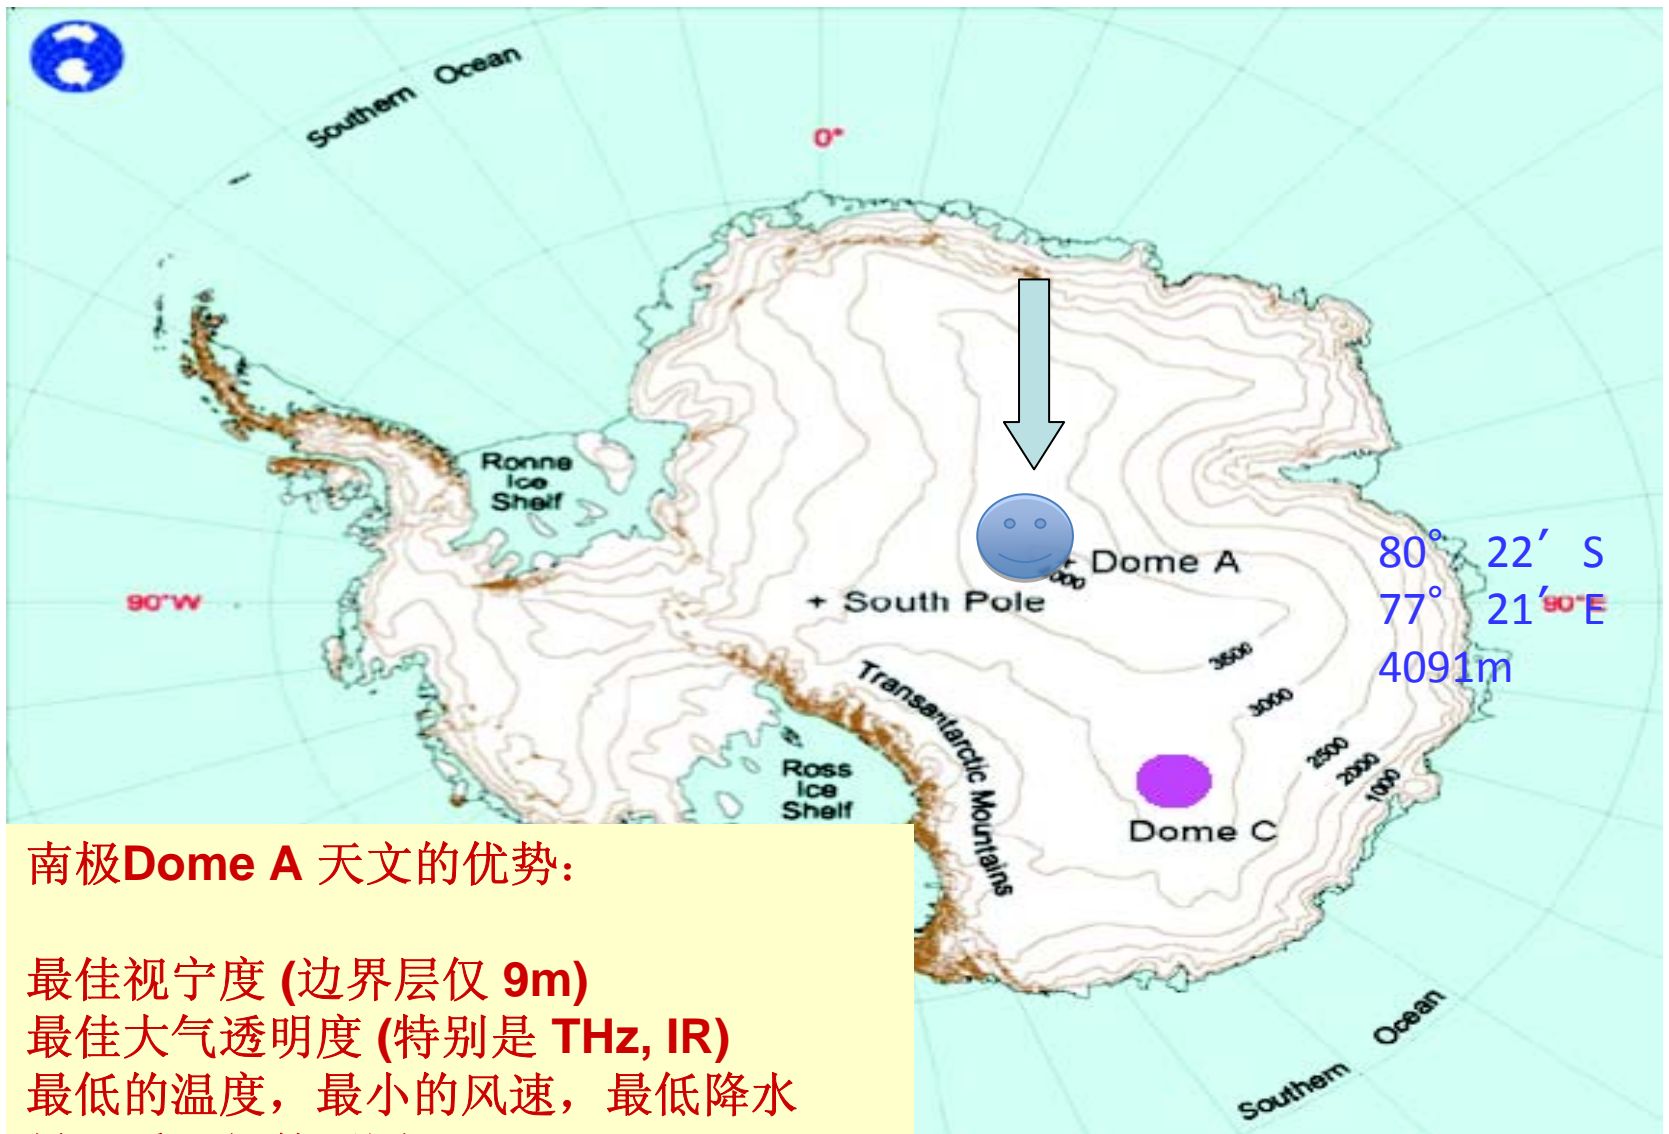 Southern Ocean
0°
Ronne
Ice
Shelf
80° 22′ S
4000
+ Dome A
90°W
+ South Pole
77° 21′ E
90°E
3500
4091m
Transantarctic Mountains
3000
2500
2000
1000
Ross
Ice
Shelf
Dome C
南极Dome A 天文的优势：
最佳视宁度 (边界层仅 9m)
最佳大气透明度 (特别是 THz, IR)
最低的温度，最小的风速，最低降水
Southern Ocean